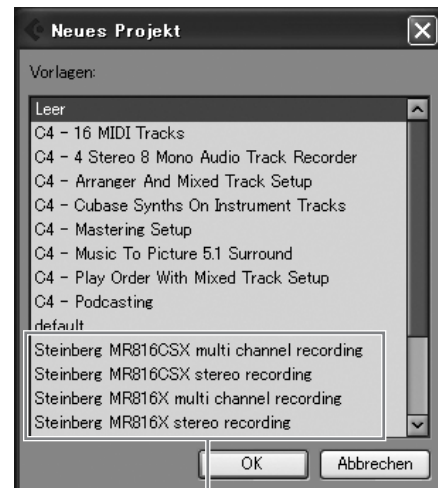 Neues Projekt
Vorlagen:
Leer
C4 - 16 MIDI Tracks
C4 - 4 Stereo 8 Mono Audio Track Recorder
C4 - Arranger And Mixed Track Setup
C4 - Cubase Synths On Instrument Tracks
C4 - Mastering Setup
C4 - Music To Picture 5.1 Surround
C4 - Play Order With Mixed Track Setup
C4 - Podcasting
default
Steinberg MR816CSX multi channel recording
Steinberg MR816CSX stereo recording
Steinberg MR816X multi channel recording
Steinberg MR816X stereo recording
OK
Abbrechen